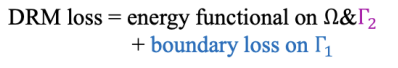 DRM loss = energy functional on Ω&Γ₂
+ boundary loss on Γ₁